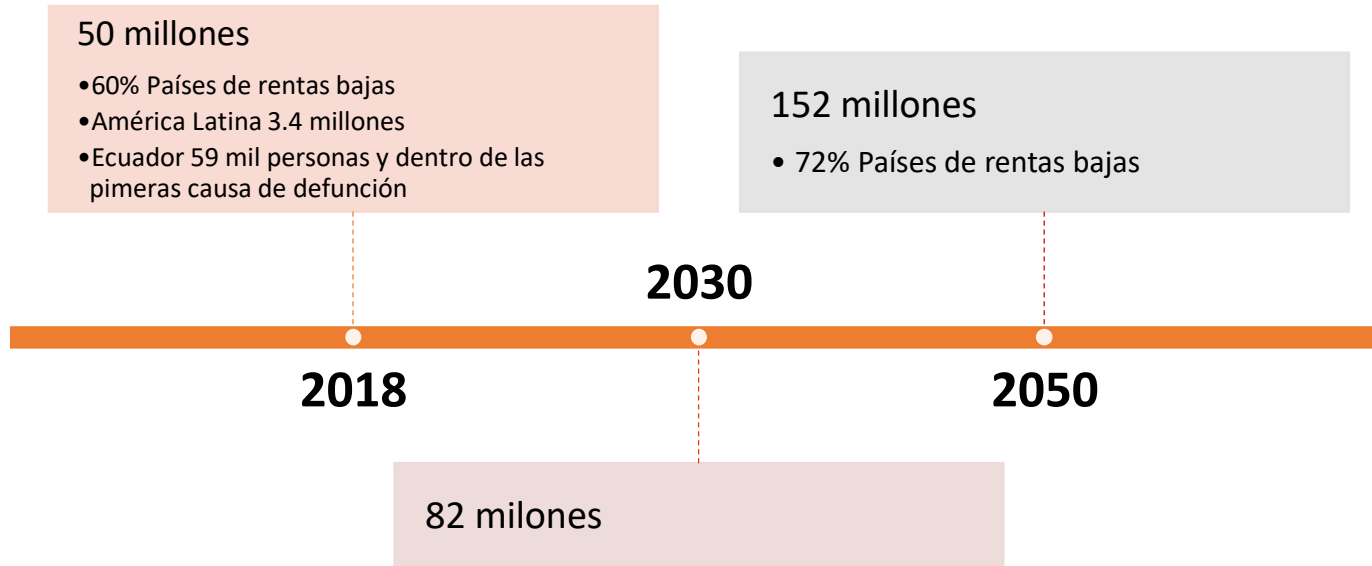 50 millones
•60% Países de rentas bajas
•América Latina 3.4 millones
•Ecuador 59 mil personas y dentro de las
pimeras causa de defunción
152 millones
• 72% Países de rentas bajas
2030
2018
2050
82 milones